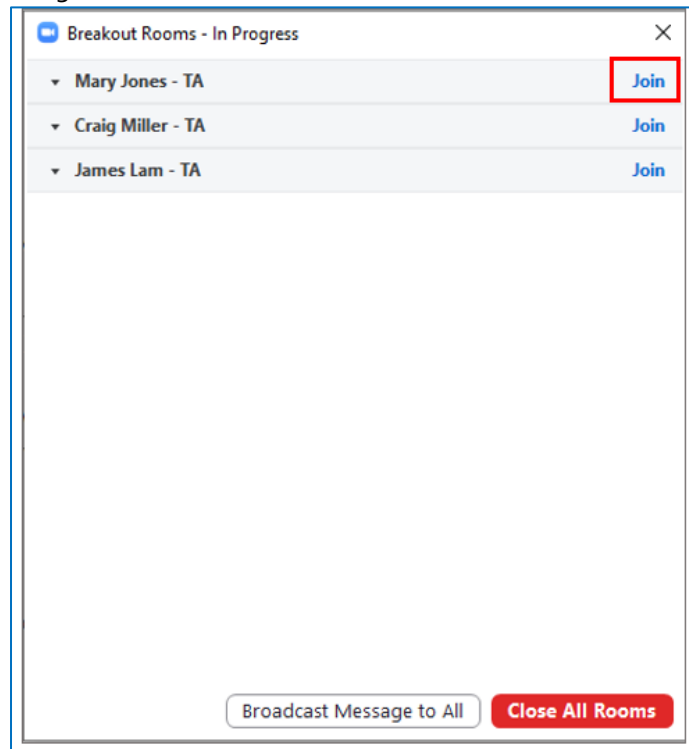 Breakout Rooms - In Progress
Mary Jones - TA Join
Craig Miller - TA Join
James Lam - TA Join
Broadcast Message to All Close All Rooms